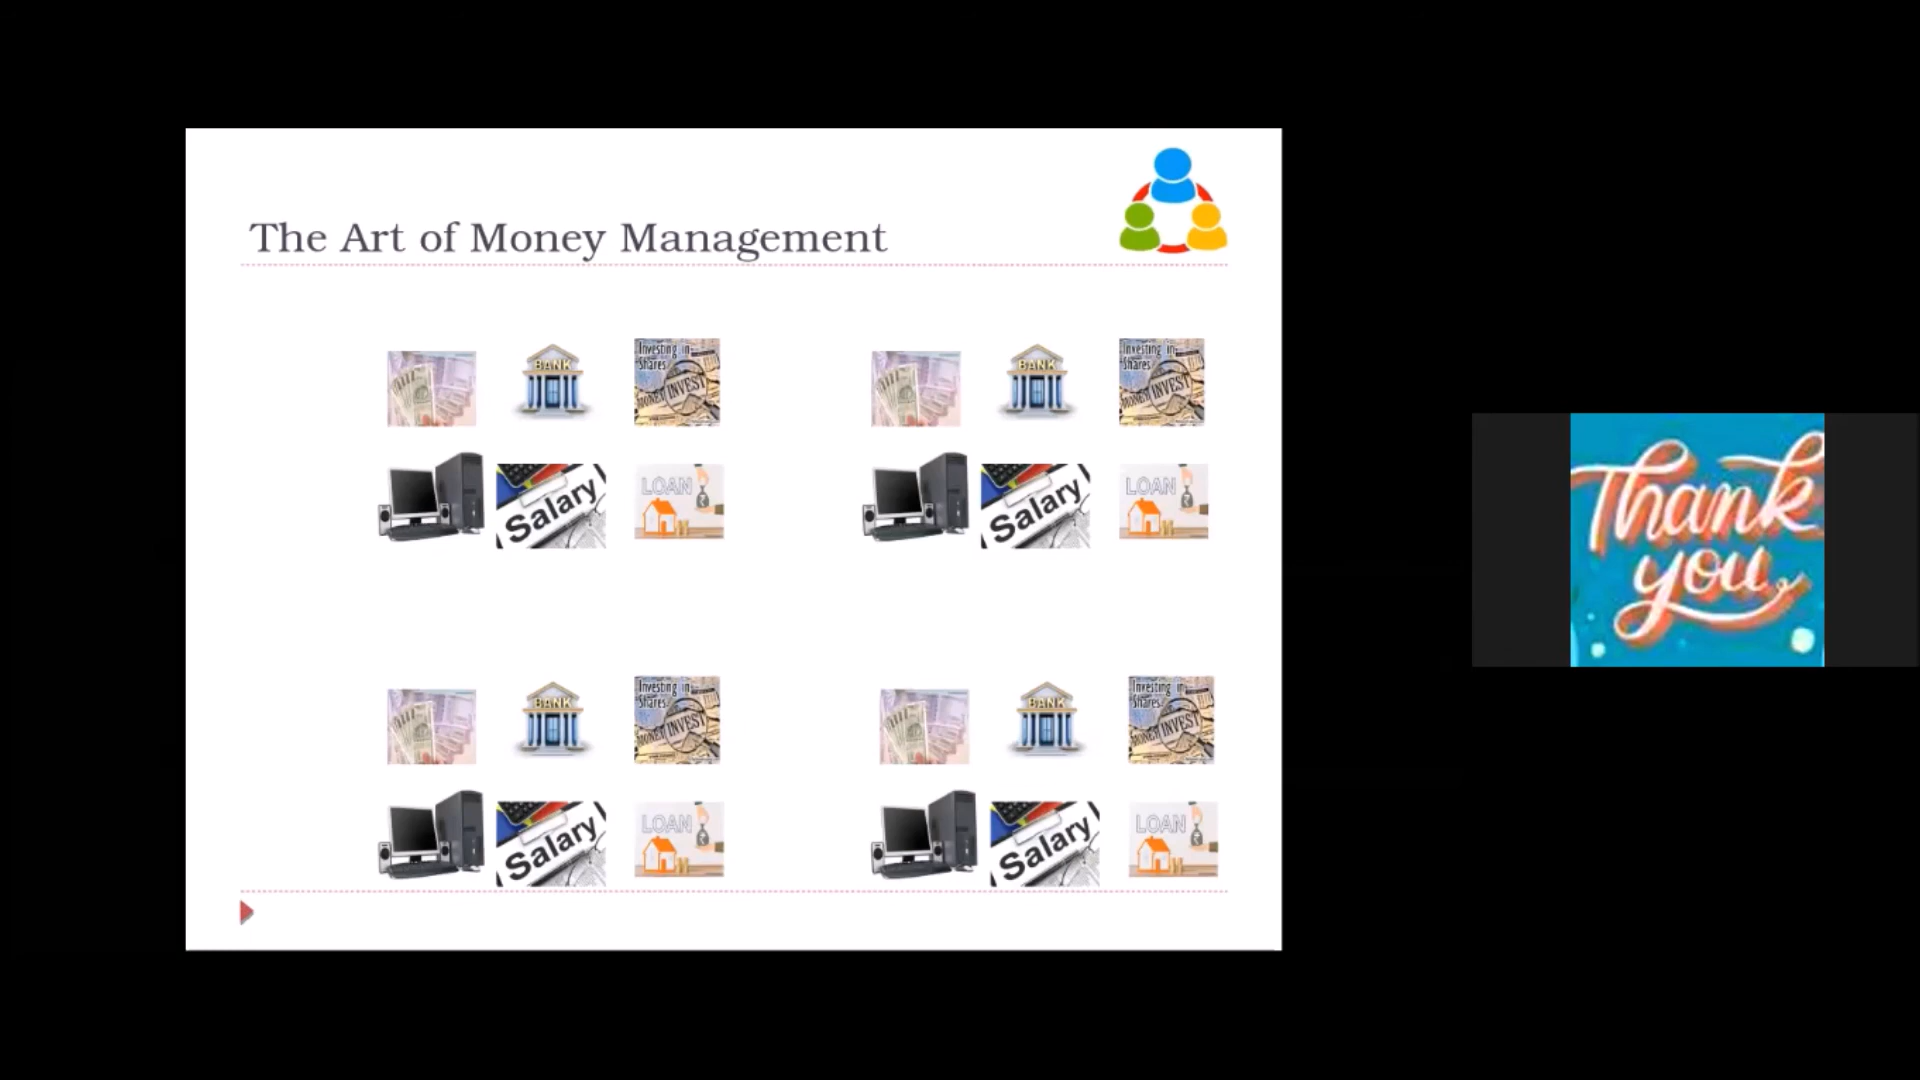 The Art of Money Management
BANK
Investing in
Shares
MONEY INVEST
BANK
Investing in
Shares
MONEY INVEST
Salary
LOAN
Salary
LOAN
Thank
you
BANK
Investing in
Shares
MONEY INVEST
BANK
Investing in
Shares
MONEY INVEST
Salary
LOAN
Salary
LOAN